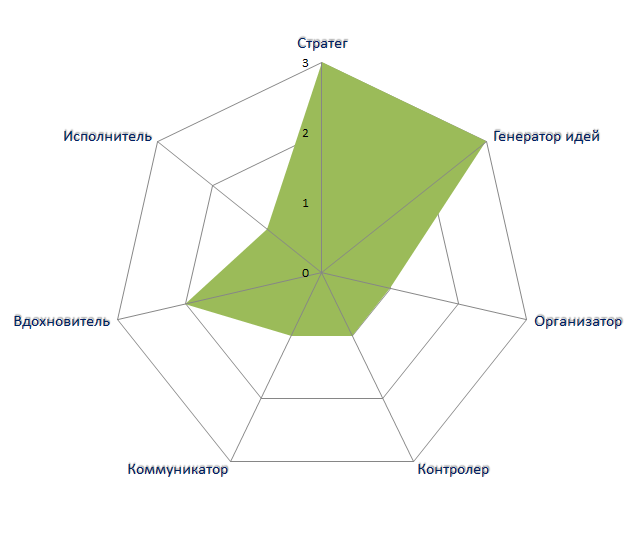 Стратег
3
Исполнитель
2
Генератор идей
1
0
Вдохновитель
Организатор
Коммуникатор
Контролер